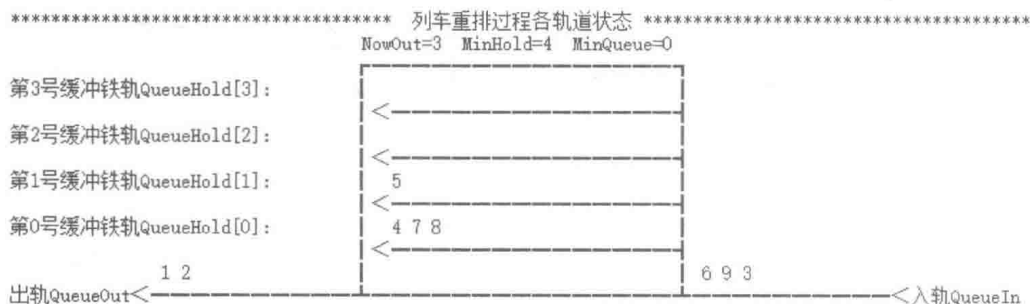 ************************************ 列车重排过程各轨道状态 ************************************
NowOut=3 MinHold=4 MinQueue=0
第3号缓冲铁轨QueueHold[3]:
第2号缓冲铁轨QueueHold[2]:
第1号缓冲铁轨QueueHold[1]: 5
第0号缓冲铁轨QueueHold[0]: 4 7 8
1 2 6 9 3
出轨QueueOut 入轨QueueIn